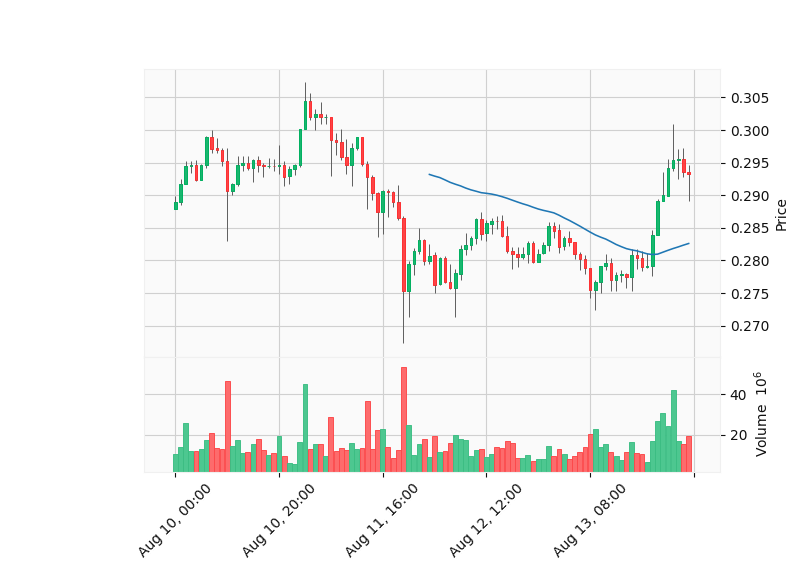 0.305
0.300
0.295
0.290
0.285
0.280
0.275
0.270
Price
40
20
Volume 10^6
Aug 10, 00:00
Aug 10, 20:00
Aug 11, 16:00
Aug 12, 12:00
Aug 13, 08:00